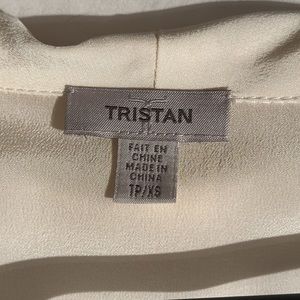 TRISTAN
FAIT EN
CHINE
MADE IN
CHINA
TP/XS